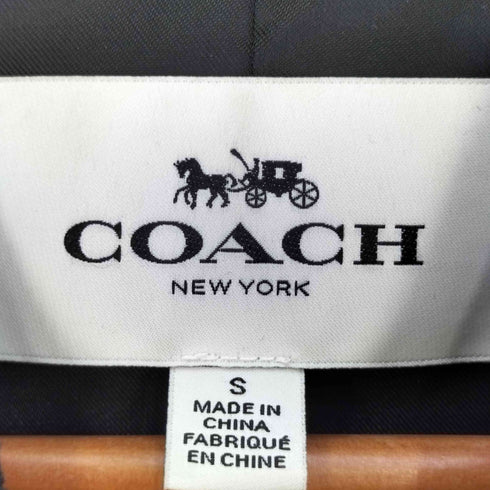 COACH
NEW YORK
S
MADE IN
CHINA
FABRIQUÉ
EN CHINE